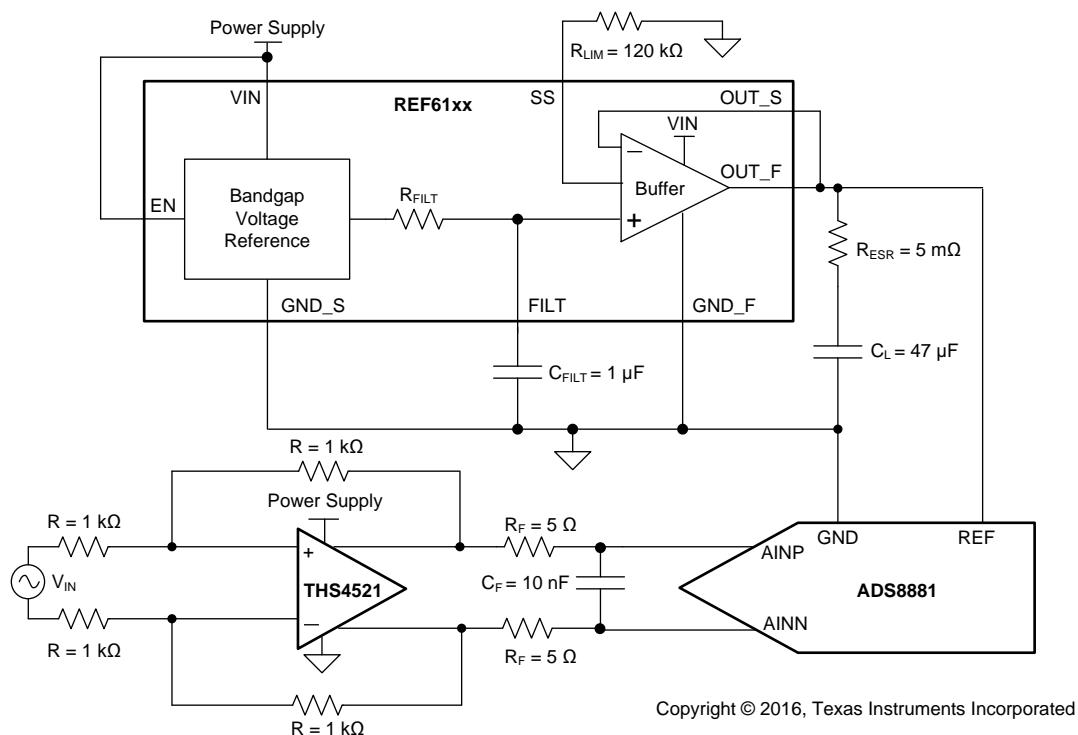 Power Supply
R_LIM = 120 kΩ
VIN
REF61xx
SS
OUT_S
VIN
OUT_F
EN
Bandgap
Voltage
Reference
R_FILT
−
Buffer
+
R_ESR = 5 mΩ
GND_S
FILT
GND_F
C_L = 47 µF
C_FILT = 1 µF
R = 1 kΩ
Power Supply
R = 1 kΩ
R_F = 5 Ω
GND
REF
+
AINP
V_IN
THS4521
C_F = 10 nF
ADS8881
−
AINN
R = 1 kΩ
R_F = 5 Ω
R = 1 kΩ
Copyright © 2016, Texas Instruments Incorporated